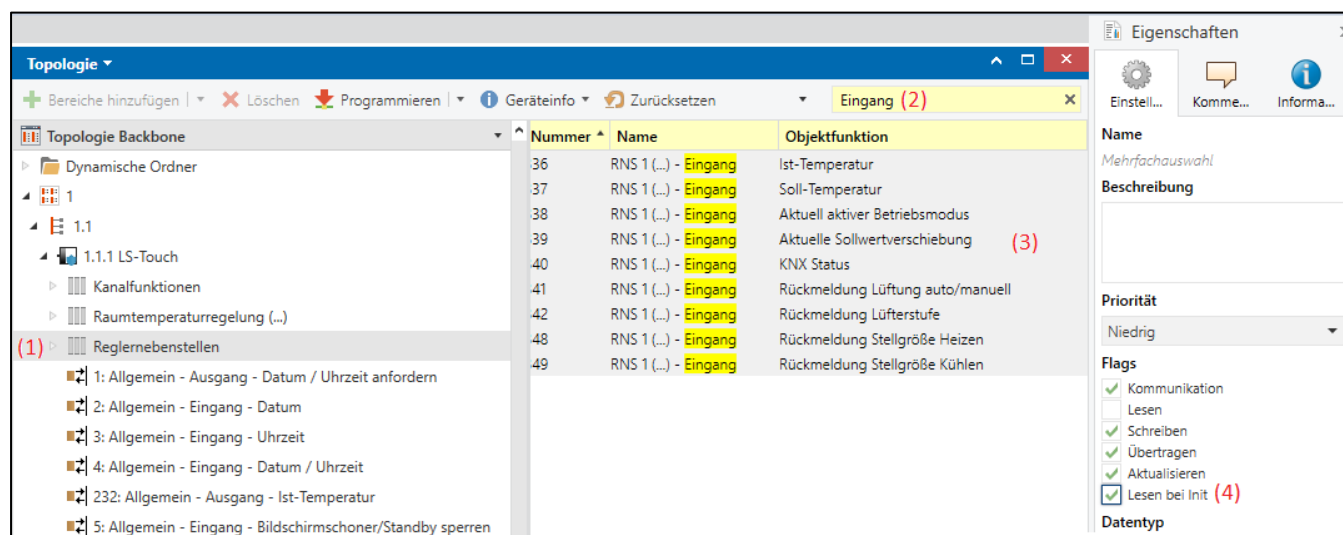 Topologie
Bereiche hinzufügen Löschen Programmieren Geräteinfo Zurücksetzen Eingang (2)
Topologie Backbone
Dynamische Ordner
1
1.1
1.1.1 LS-Touch
Kanalfunktionen
Raumtemperaturregelung (...)
(1) Reglernebenstellen
1: Allgemein - Ausgang - Datum / Uhrzeit anfordern
2: Allgemein - Eingang - Datum
3: Allgemein - Eingang - Uhrzeit
4: Allgemein - Eingang - Datum / Uhrzeit
232: Allgemein - Ausgang - Ist-Temperatur
5: Allgemein - Eingang - Bildschirmschoner/Standby sperren
Nummer Name Objektfunktion
36 RNS 1 (...) - Eingang Ist-Temperatur
37 RNS 1 (...) - Eingang Soll-Temperatur
38 RNS 1 (...) - Eingang Aktuell aktiver Betriebsmodus
39 RNS 1 (...) - Eingang Aktuelle Sollwertverschiebung (3)
40 RNS 1 (...) - Eingang KNX Status
41 RNS 1 (...) - Eingang Rückmeldung Lüftung auto/manuell
42 RNS 1 (...) - Eingang Rückmeldung Lüfterstufe
48 RNS 1 (...) - Eingang Rückmeldung Stellgröße Heizen
49 RNS 1 (...) - Eingang Rückmeldung Stellgröße Kühlen
Eigenschaften
Einstell... Komme... Informa...
Name
Mehrfachauswahl
Beschreibung
Priorität
Niedrig
Flags
Kommunikation
Lesen
Schreiben
Übertragen
Aktualisieren
Lesen bei Init (4)
Datentyp